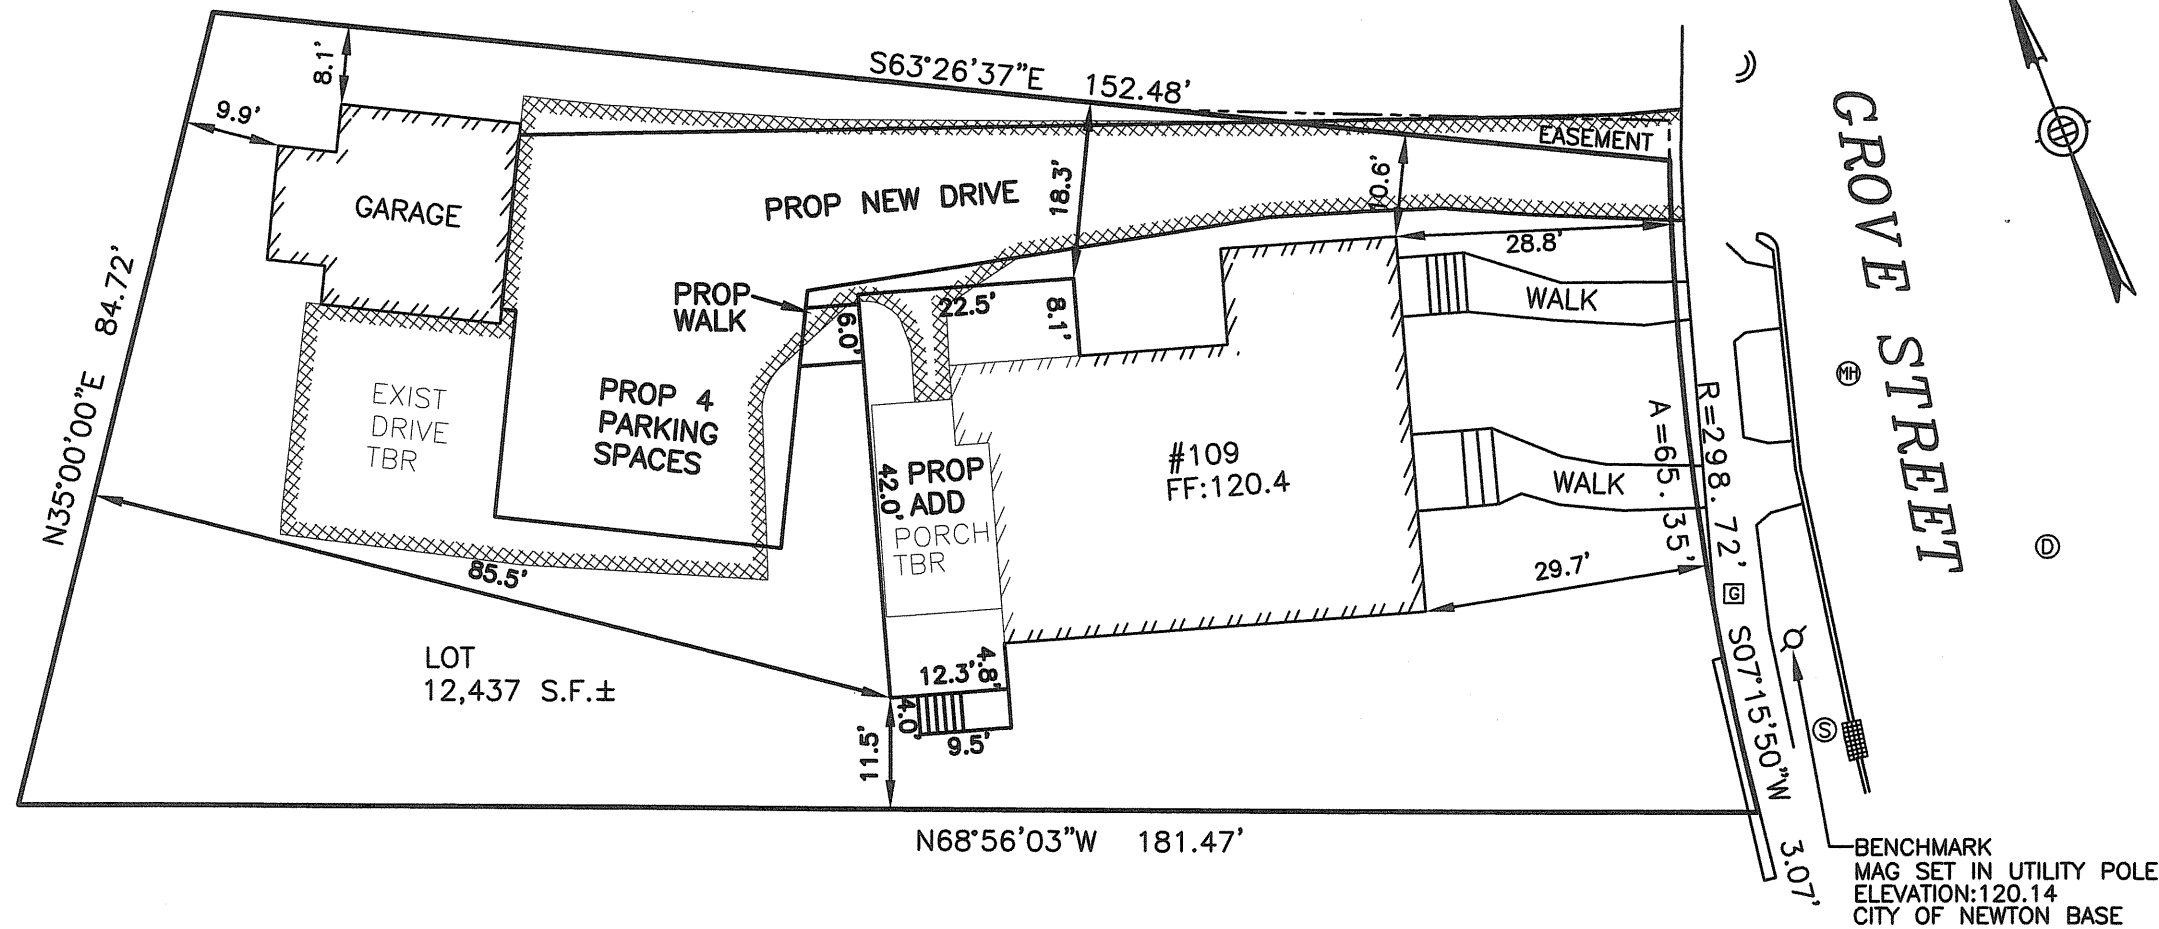 S63°26'37"E 152.48'
8.1'
9.9'
GARAGE
PROP NEW DRIVE
18.3'
10.6'
EASEMENT
28.8'
WALK
GROVE STREET
N35°00'00"E 84.72'
PROP
WALK
6.0'
22.5'
8.1'
EXIST
DRIVE
TBR
PROP 4
PARKING
SPACES
42.0'
PROP
ADD
PORCH
TBR
#109
FF:120.4
WALK
R=298.72'
A=65.35'
MH
D
G
S
85.5'
29.7'
LOT
12,437 S.F.±
12.3'
4.8'
4.0'
9.5'
11.5'
S07°15'50"W 3.07'
N68°56'03"W 181.47'
BENCHMARK
MAG SET IN UTILITY POLE
ELEVATION:120.14
CITY OF NEWTON BASE